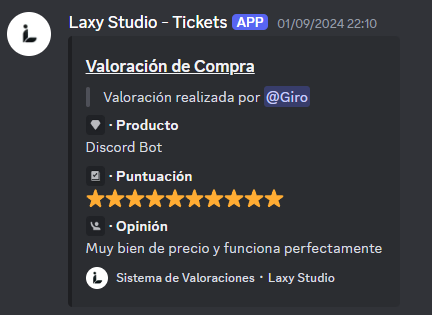 Laxy Studio - Tickets APP 01/09/2024 22:10
Valoración de Compra
Valoración realizada por @Giro
· Producto
Discord Bot
· Puntuación
⭐⭐⭐⭐⭐⭐⭐⭐⭐⭐
· Opinión
Muy bien de precio y funciona perfectamente
Sistema de Valoraciones · Laxy Studio